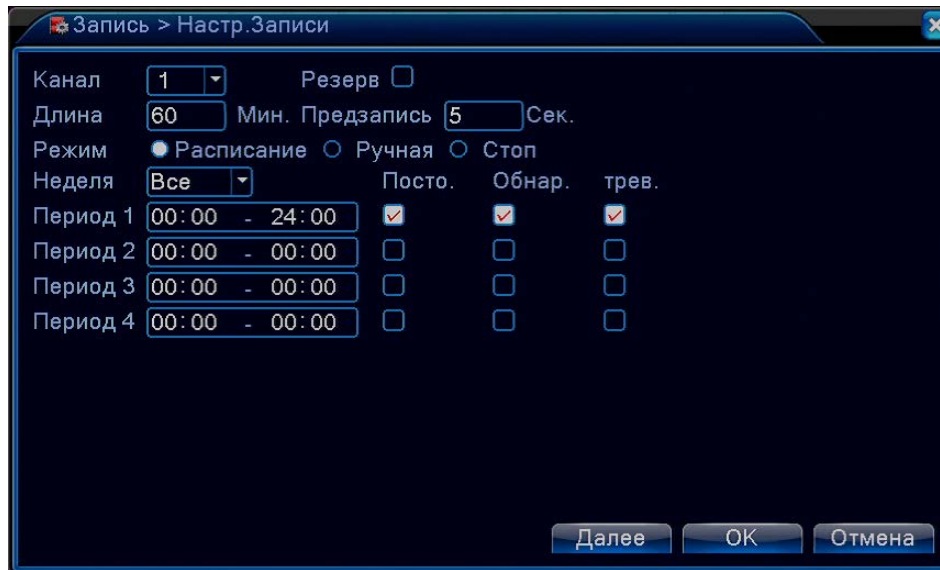 Запись > Настр.Записи
Канал 1 Резерв
Длина 60 Мин. Предзапись 5 Сек.
Режим Расписание Ручная Стоп
Неделя Все Посто. Обнар. трев.
Период 1 00:00 - 24:00
Период 2 00:00 - 00:00
Период 3 00:00 - 00:00
Период 4 00:00 - 00:00
Далее OK Отмена